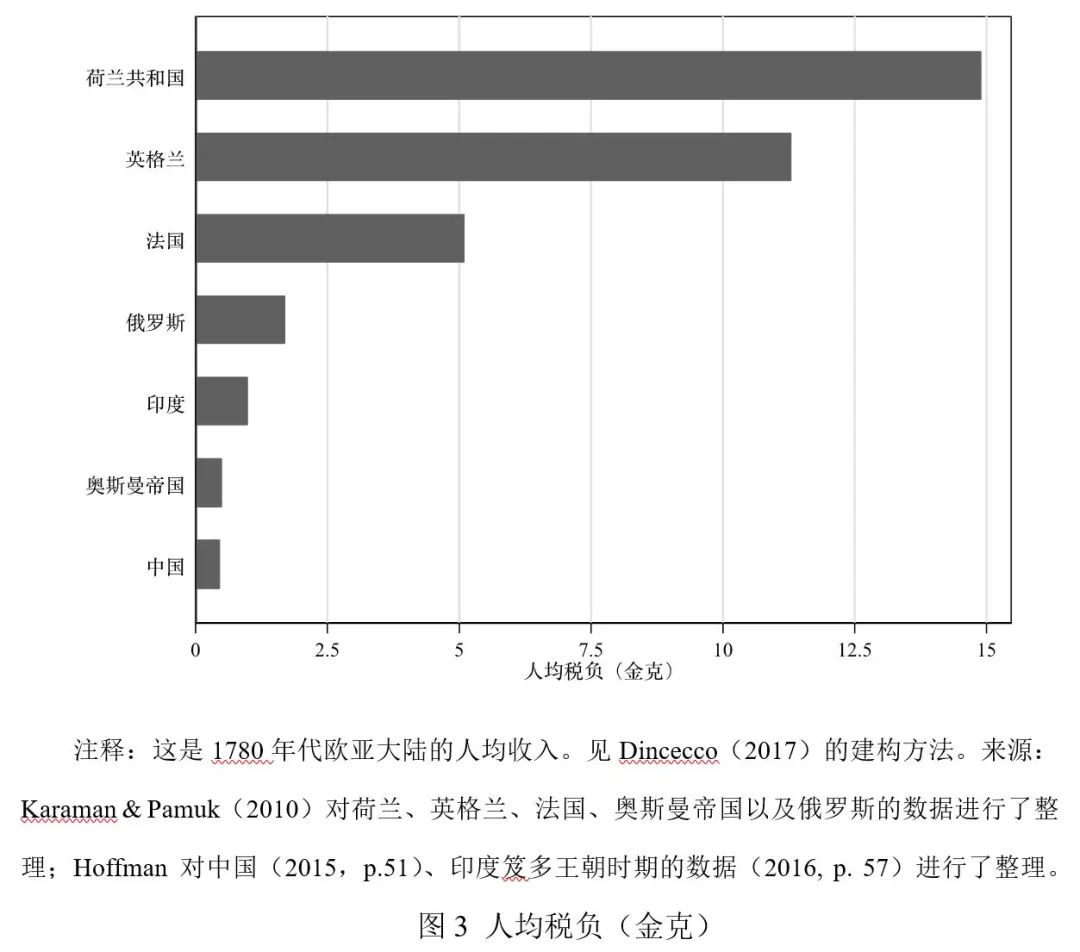 荷兰共和国
英格兰
法国
俄罗斯
印度
奥斯曼帝国
中国
0 2.5 5 7.5 10 12.5 15
人均税负（金克）
注释：这是 1780 年代欧亚大陆的人均收入。见 Dincecco（2017）的建构方法。来源：
Karaman & Pamuk（2010）对荷兰、英格兰、法国、奥斯曼帝国以及俄罗斯的数据进行了整
理；Hoffman 对中国（2015，p.51）、印度笈多王朝时期的数据（2016, p. 57）进行了整理。
图 3 人均税负（金克）